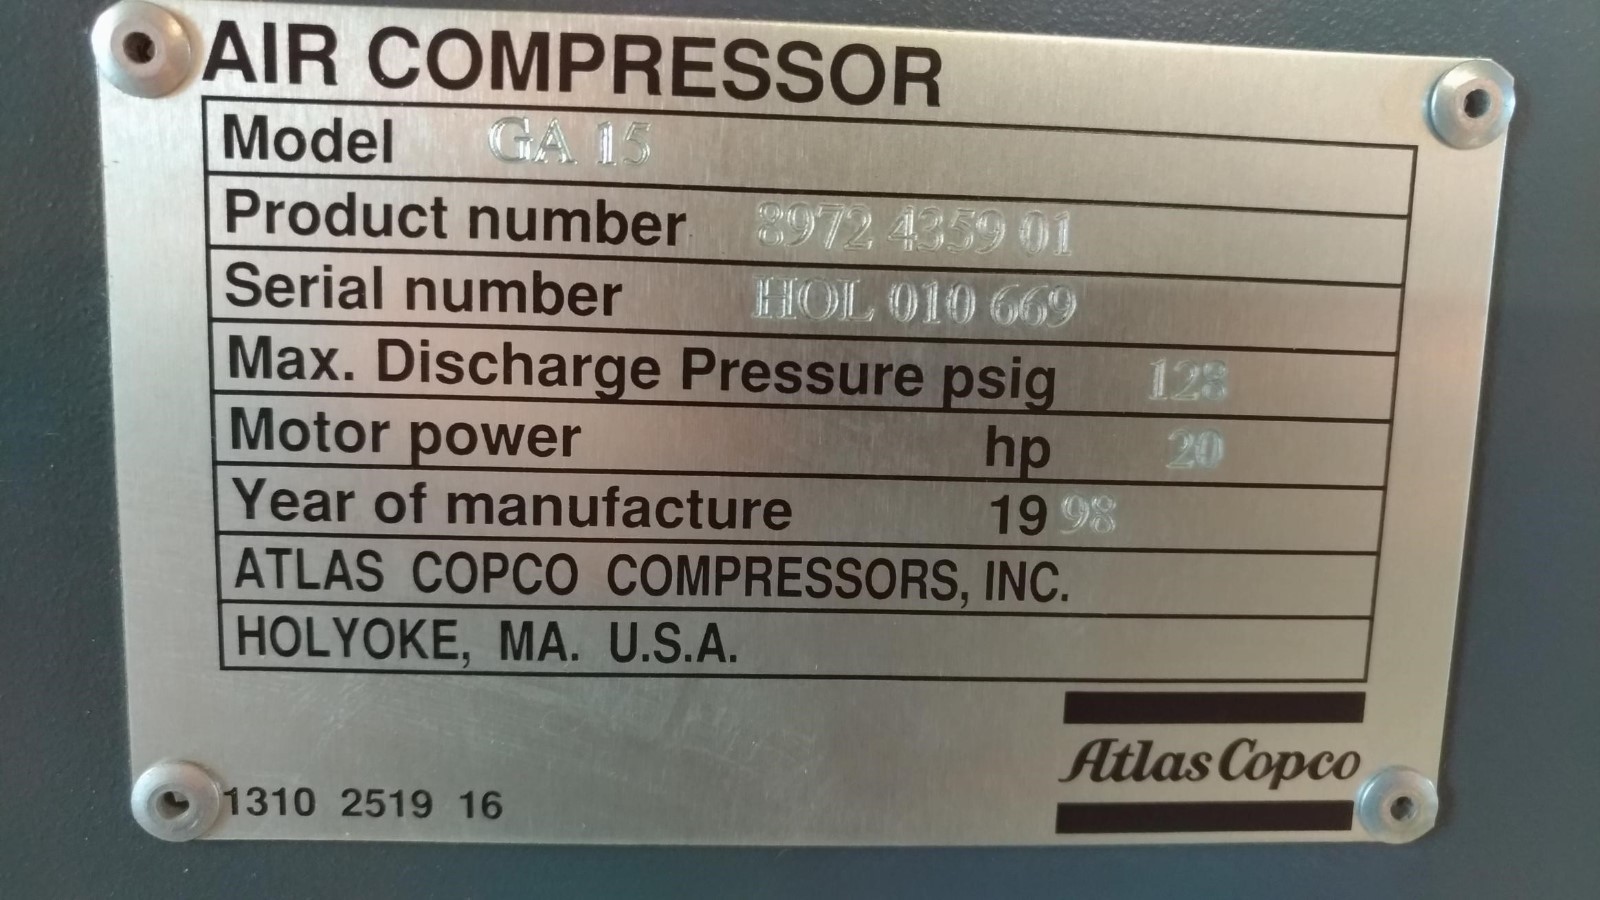 AIR COMPRESSOR
Model GA 15
Product number 8972 4359 01
Serial number HOL 010 669
Max. Discharge Pressure psig 128
Motor power hp 20
Year of manufacture 19 98
ATLAS COPCO COMPRESSORS, INC.
HOLYOKE, MA. U.S.A.
Atlas Copco
1310 2519 16